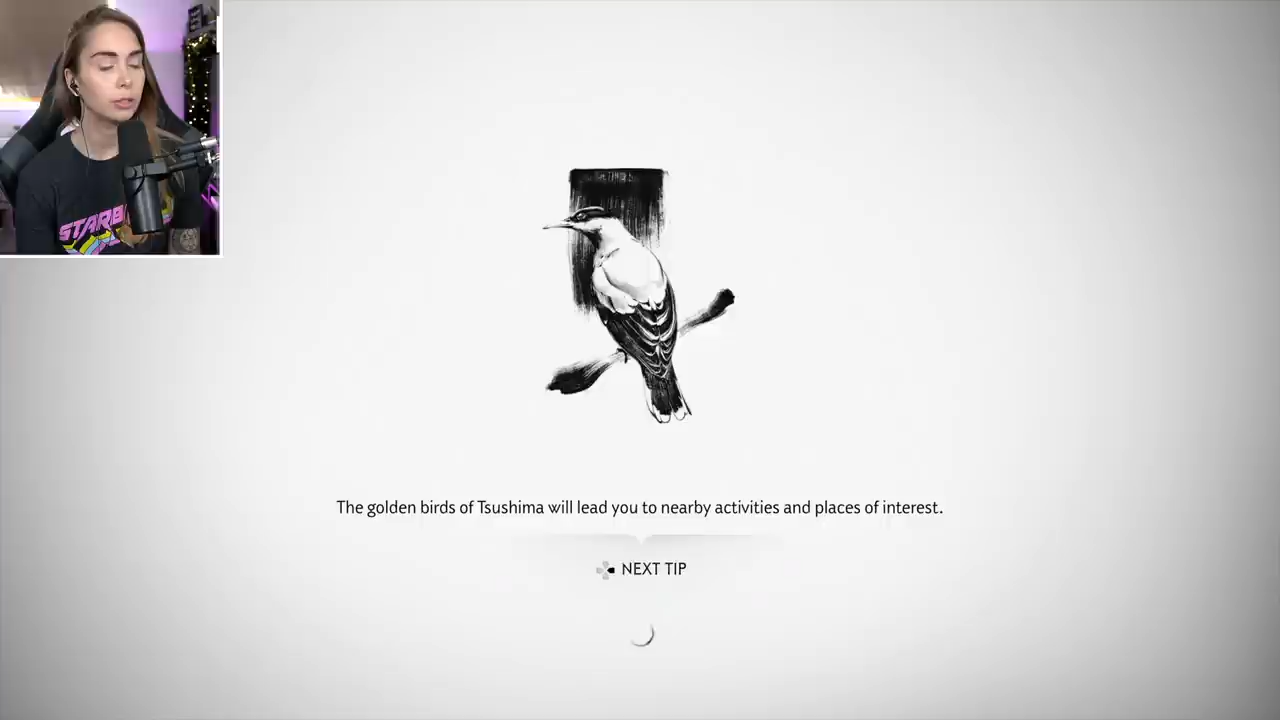 The golden birds of Tsushima will lead you to nearby activities and places of interest.
NEXT TIP